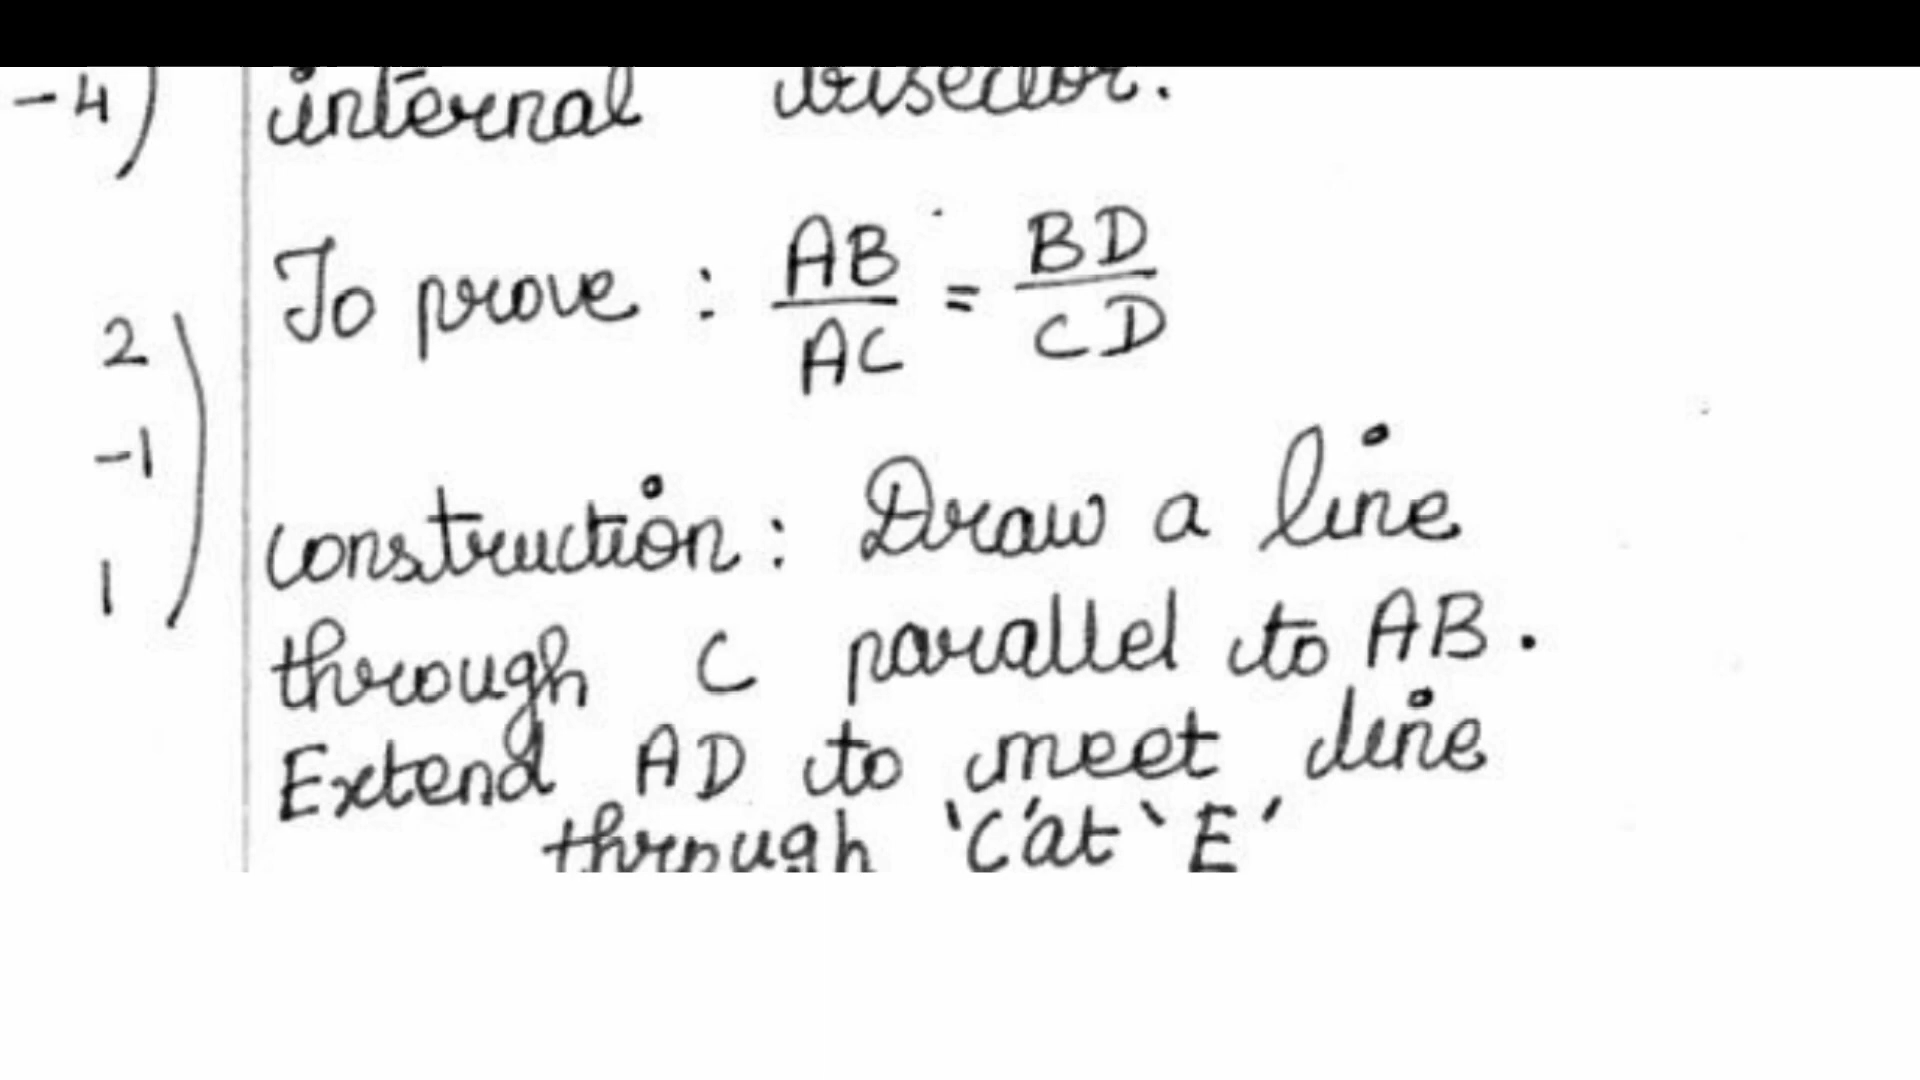 -4)
internal bisector.
To prove : AB/AC = BD/CD
2
-1
1
construction: Draw a line
through C parallel to AB.
Extend AD to meet line
through 'C' at 'E'